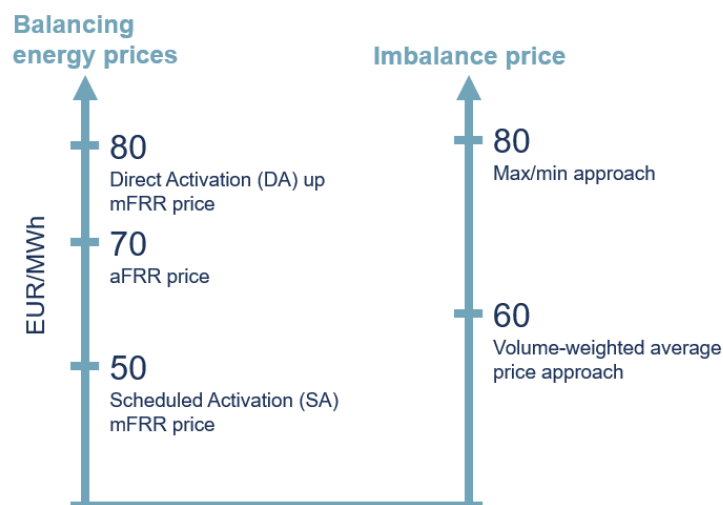 Balancing
energy prices
EUR/MWh
80
Direct Activation (DA) up
mFRR price
70
aFRR price
50
Scheduled Activation (SA)
mFRR price
Imbalance price
80
Max/min approach
60
Volume-weighted average
price approach